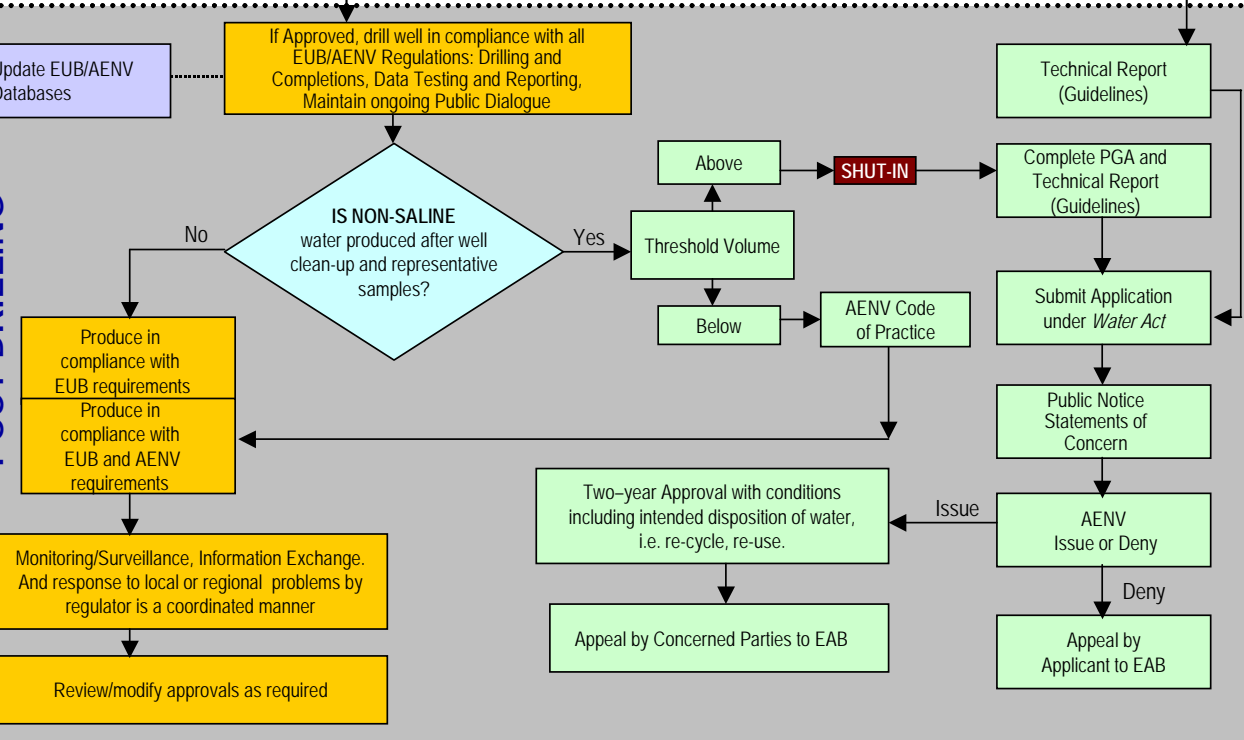 If Approved, drill well in compliance with all
EUB/AENV Regulations: Drilling and
Completions, Data Testing and Reporting,
Maintain ongoing Public Dialogue
Update EUB/AENV
Databases
Technical Report
(Guidelines)
IS NON-SALINE
water produced after well
clean-up and representative
samples?
No
Yes
Above
Threshold Volume
Below
SHUT-IN
Complete PGA and
Technical Report
(Guidelines)
AENV Code
of Practice
Submit Application
under Water Act
Produce in
compliance with
EUB requirements
Produce in
compliance with
EUB and AENV
requirements
Public Notice
Statements of
Concern
Two–year Approval with conditions
including intended disposition of water,
i.e. re-cycle, re-use.
Issue
AENV
Issue or Deny
Deny
Monitoring/Surveillance, Information Exchange.
And response to local or regional problems by
regulator is a coordinated manner
Appeal by Concerned Parties to EAB
Appeal by
Applicant to EAB
Review/modify approvals as required